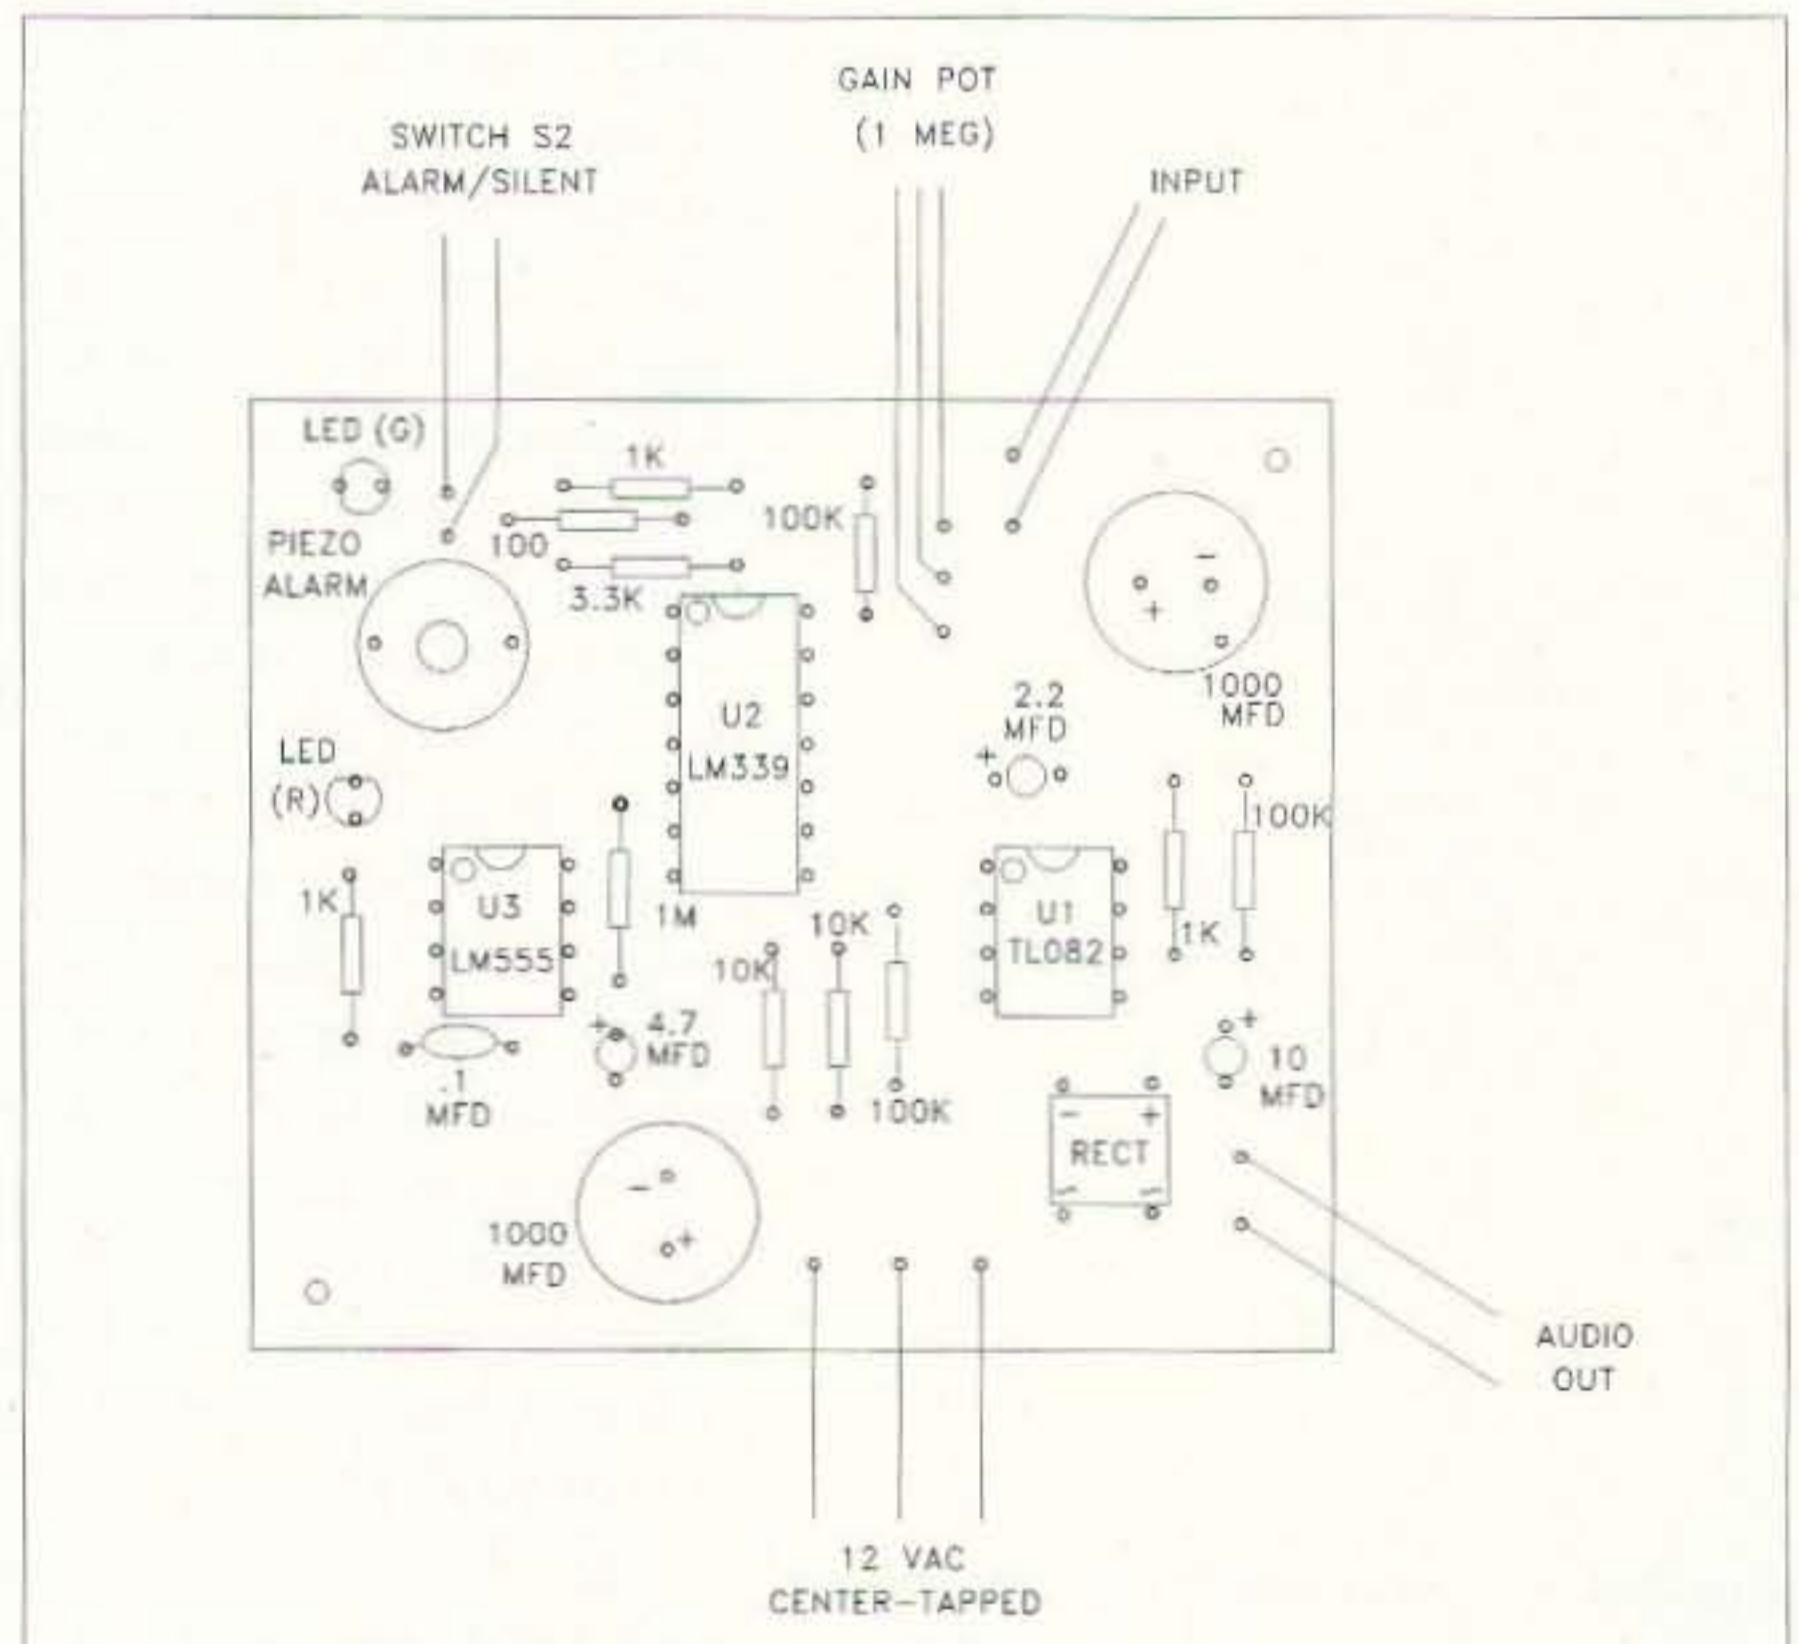 GAIN POT
(1 MEG)
SWITCH S2
ALARM/SILENT
INPUT
LED (G)
1K
100K
PIEZO
ALARM
100
3.3K
-
+
1000
MFD
2.2
MFD
+
U2
LM339
LED
(R)
100K
1K
U3
LM555
1M
10K
10K
U1
TL082
1K
+
4.7
MFD
+
10
MFD
.1
MFD
100K
- +
RECT
~ ~
-
+
1000
MFD
AUDIO
OUT
12 VAC
CENTER-TAPPED